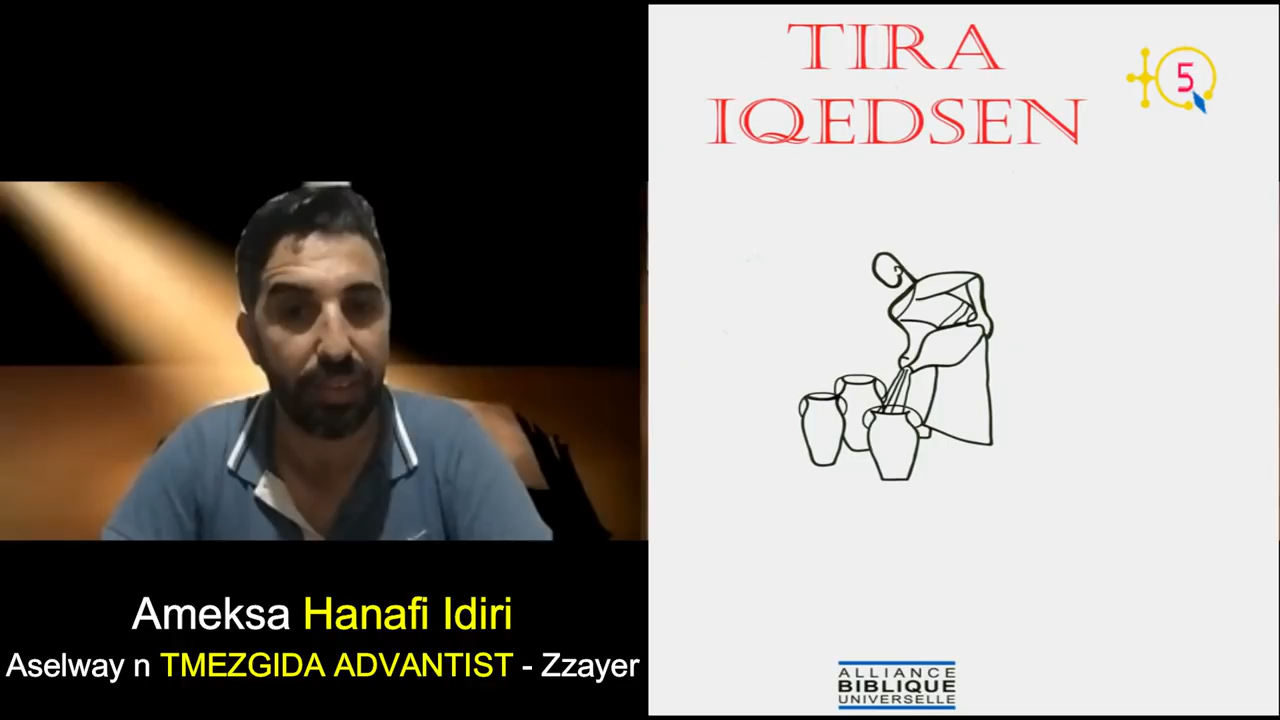 TIRA
IQEDSEN
5
Ameksa Hanafi Idiri
Aselway n TMEZGIDA ADVANTIST - Zzayer
ALLIANCE
BIBLIQUE
UNIVERSELLE